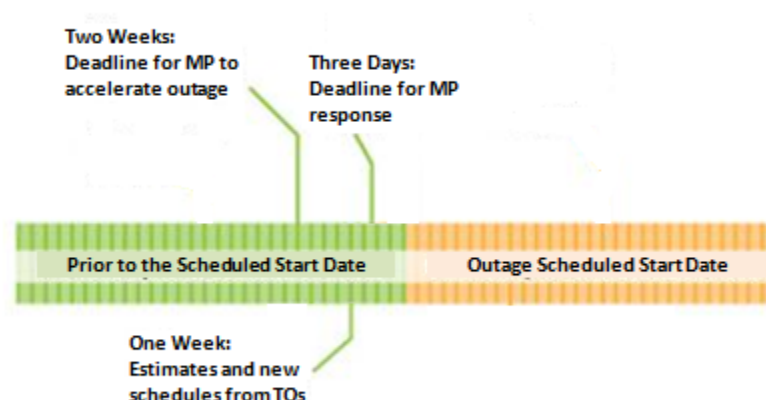 Two Weeks:
Deadline for MP to
accelerate outage
Three Days:
Deadline for MP
response
Prior to the Scheduled Start Date
Outage Scheduled Start Date
One Week:
Estimates and new
schedules from TOs